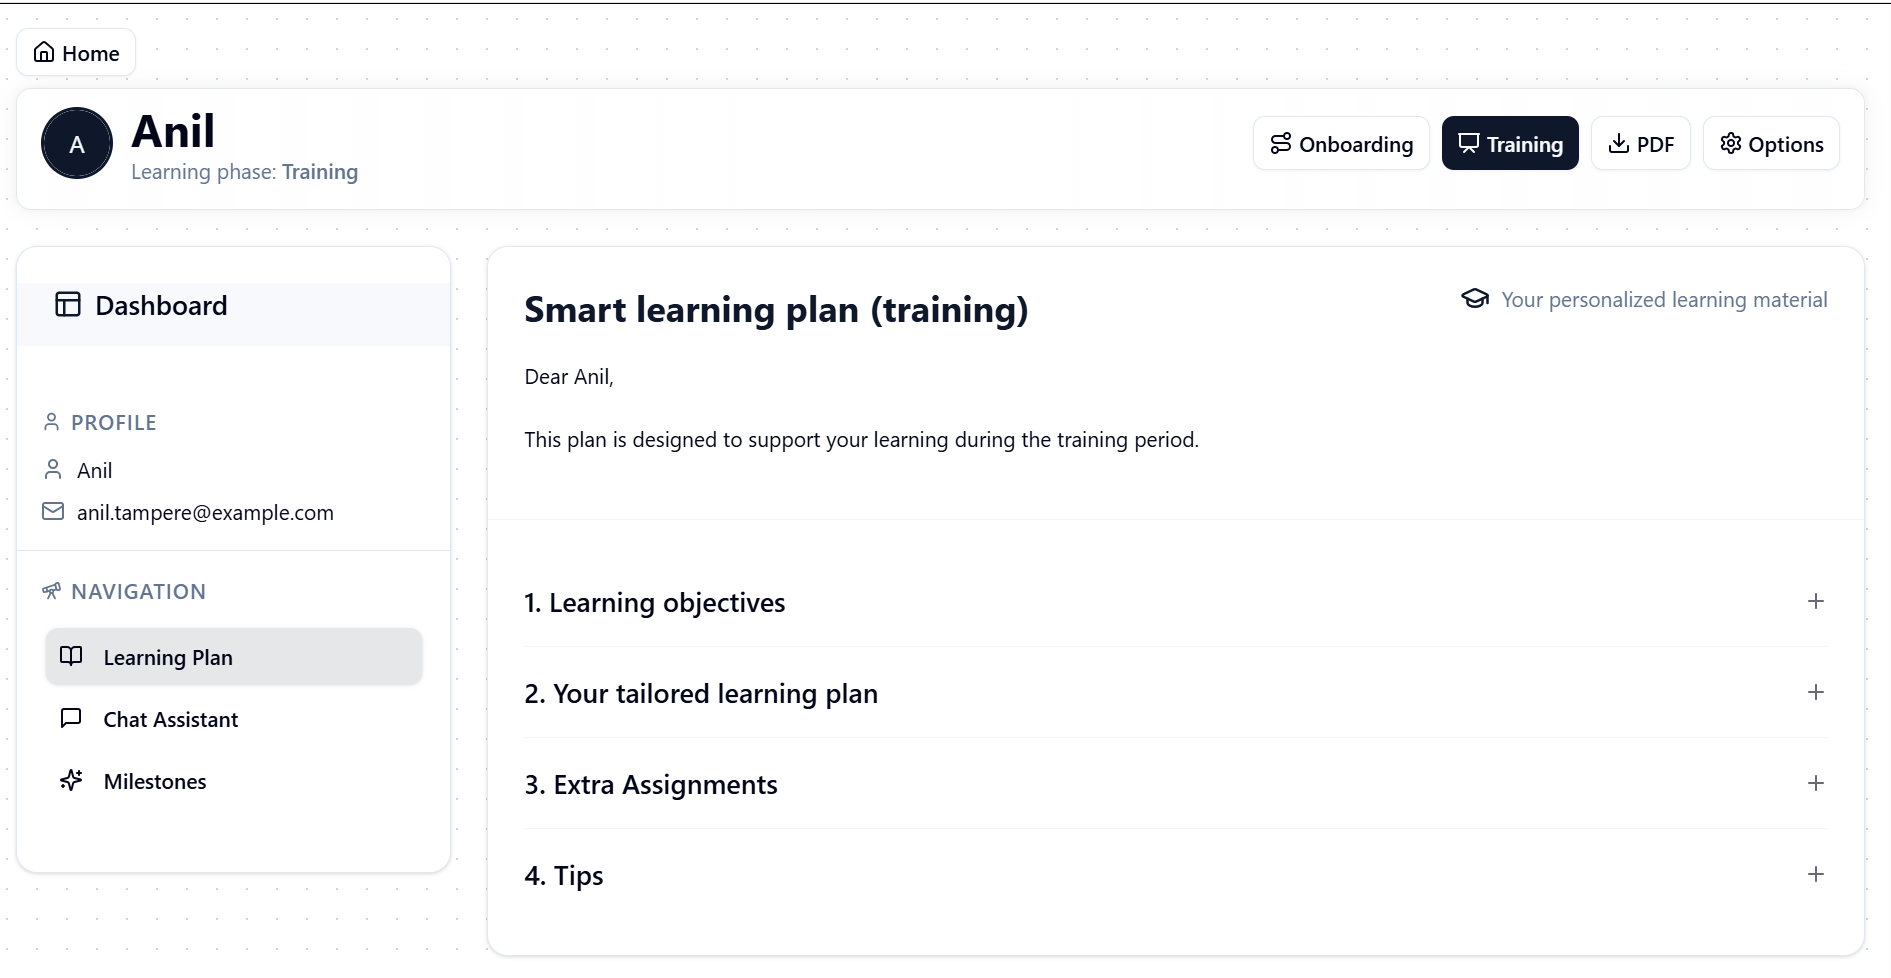 Home
A
Anil
Learning phase: Training
Onboarding
Training
PDF
Options
Dashboard
PROFILE
Anil
anil.tampere@example.com
NAVIGATION
Learning Plan
Chat Assistant
Milestones
Smart learning plan (training)
Your personalized learning material
Dear Anil,
This plan is designed to support your learning during the training period.
1. Learning objectives
2. Your tailored learning plan
3. Extra Assignments
4. Tips